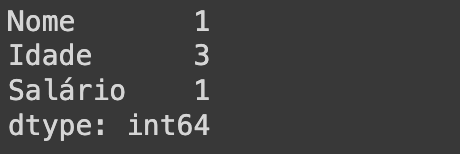 Nome 1
Idade 3
Salário 1
dtype: int64